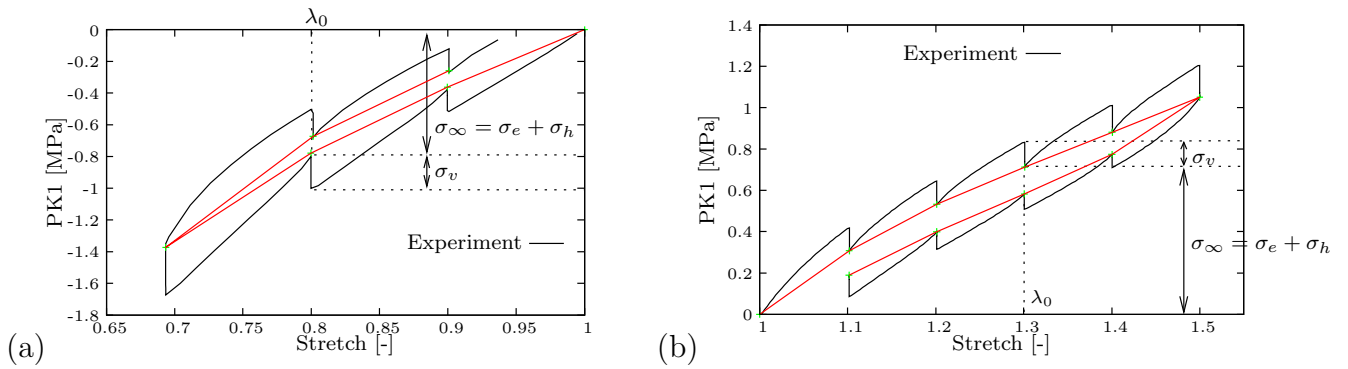 λ₀
0
-0.2
-0.4
-0.6
-0.8
-1
-1.2
-1.4
-1.6
-1.8
PK1 [MPa]
σ∞ = σe + σh
σv
Experiment
0.65 0.7 0.75 0.8 0.85 0.9 0.95 1
Stretch [-]
(a)
1.4
1.2
1
0.8
0.6
0.4
0.2
0
PK1 [MPa]
Experiment
σv
σ∞ = σe + σh
λ₀
1 1.1 1.2 1.3 1.4 1.5
Stretch [-]
(b)